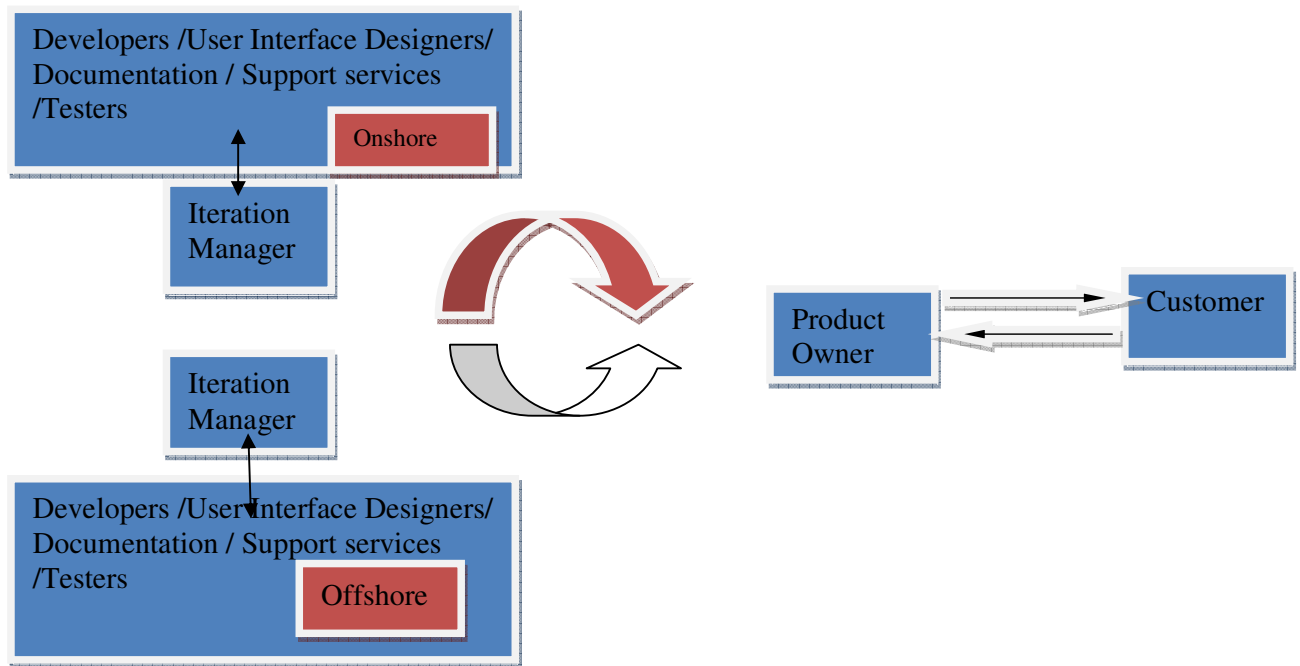 Developers /User Interface Designers/
Documentation / Support services
/Testers
Onshore
Iteration
Manager
Product
Owner
Customer
Iteration
Manager
Developers /User Interface Designers/
Documentation / Support services
/Testers
Offshore